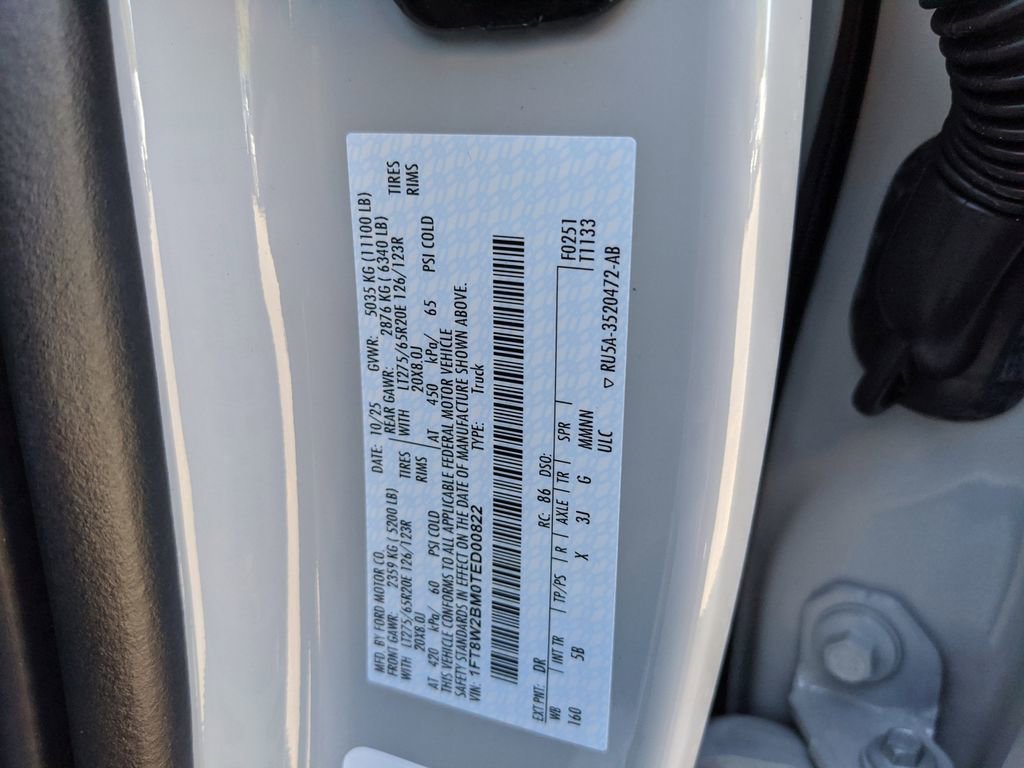 MFD. BY FORD MOTOR CO.
DATE: 10/25 GVWR: 5035 KG (11100 LB)
FRONT GAWR: 2359 KG ( 5200 LB) REAR GAWR: 2876 KG ( 6340 LB)
WITH LT275/65R20E 126/123R TIRES WITH LT275/65R20E 126/123R TIRES
20X8.0J RIMS 20X8.0J RIMS
AT 420 kPa/ 60 PSI COLD AT 450 kPa/ 65 PSI COLD
THIS VEHICLE CONFORMS TO ALL APPLICABLE FEDERAL MOTOR VEHICLE
SAFETY STANDARDS IN EFFECT ON THE DATE OF MANUFACTURE SHOWN ABOVE.
VIN: 1FT8W2BM0TED00822 TYPE: Truck
EXT PNT: DR RC: 86 DSO: F0251
WB INT TR TP/PS R AXLE TR SPR T1133
160 5B X 3J G MMNNN
ULC ▽ RU5A-3520472-AB